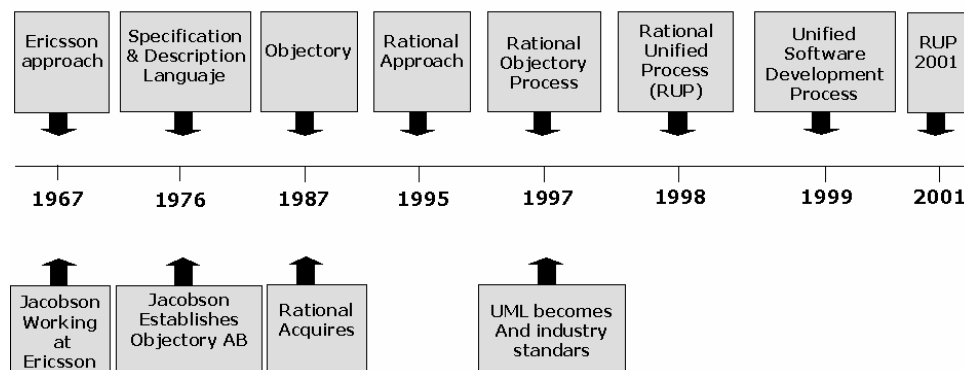 Ericsson
approach
Specification
& Description
Languaje
Objectory
Rational
Approach
Rational
Objectory
Process
Rational
Unified
Process
(RUP)
Unified
Software
Development
Process
RUP
2001
1967
1976
1987
1995
1997
1998
1999
2001
Jacobson
Working
at
Ericsson
Jacobson
Establishes
Objectory AB
Rational
Acquires
UML becomes
And industry
standars